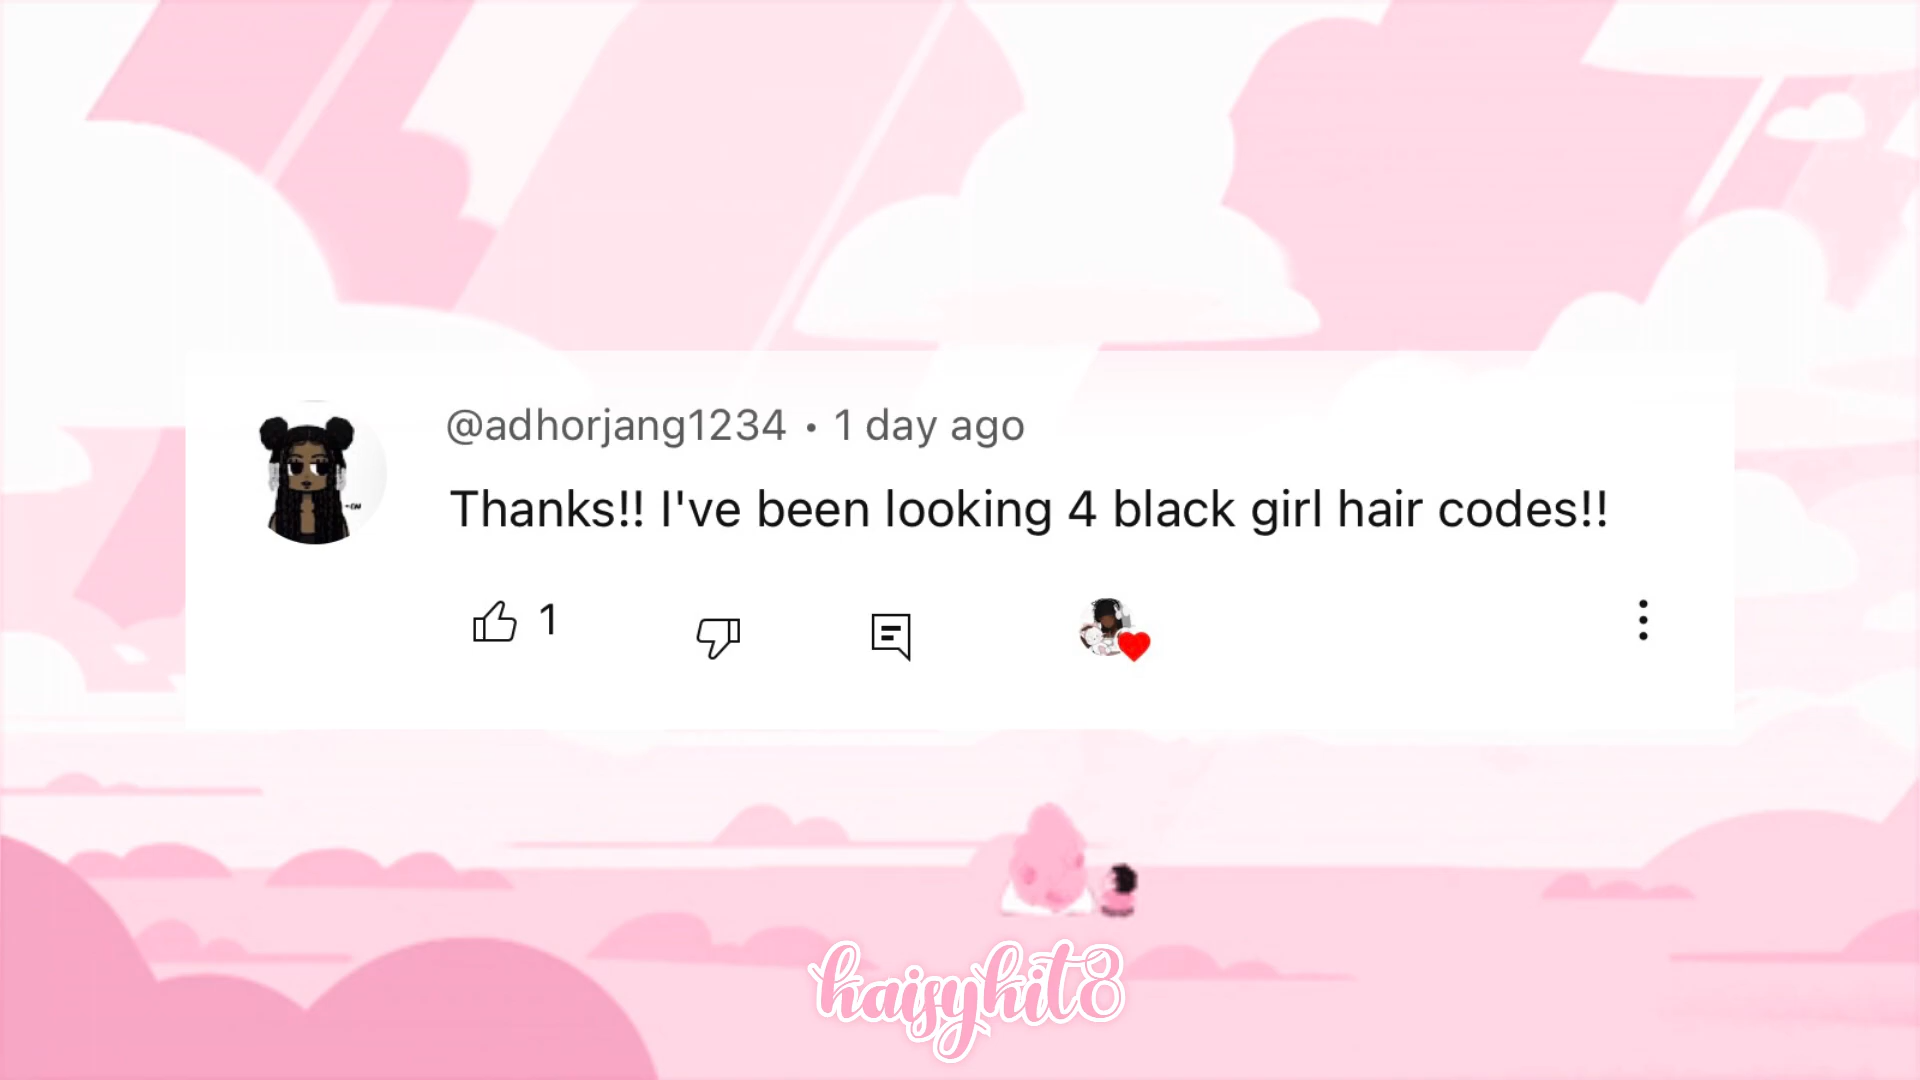 @adhorjang1234 • 1 day ago
Thanks!! I've been looking 4 black girl hair codes!!
1
haisyhit8